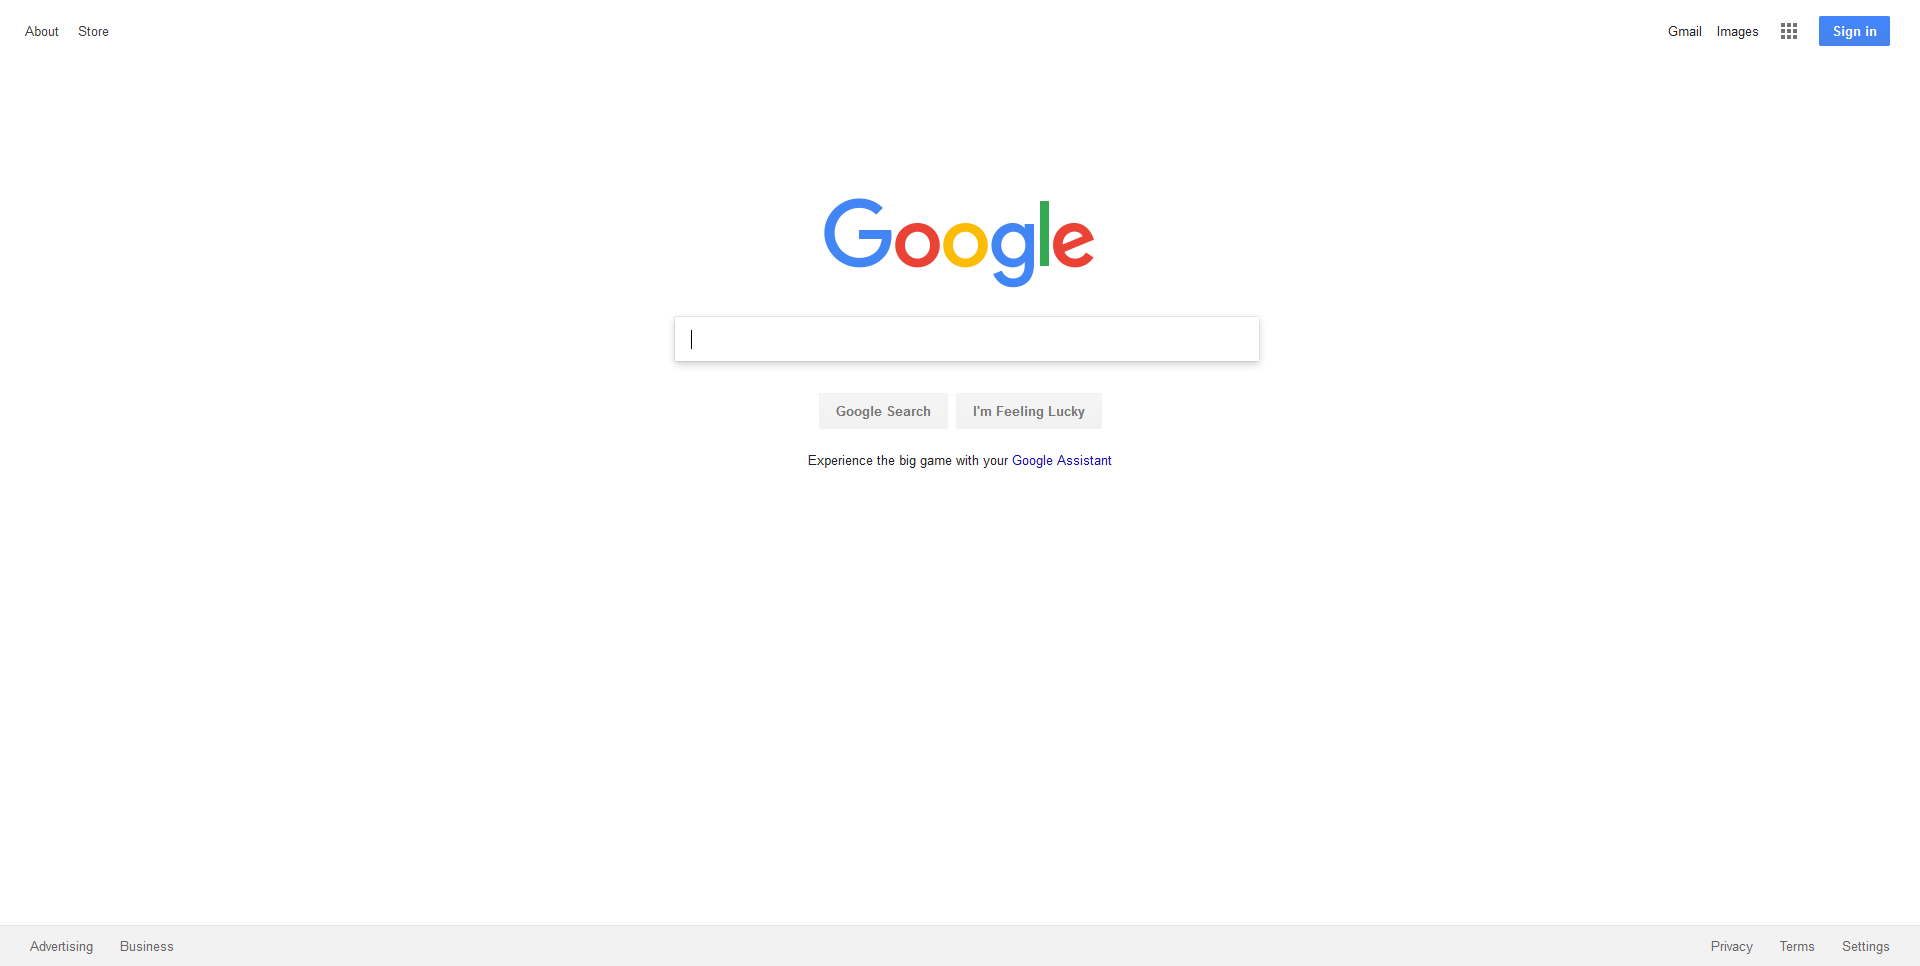 About Store Gmail Images Sign in
Google
Google Search I'm Feeling Lucky
Experience the big game with your Google Assistant
Advertising Business Privacy Terms Settings